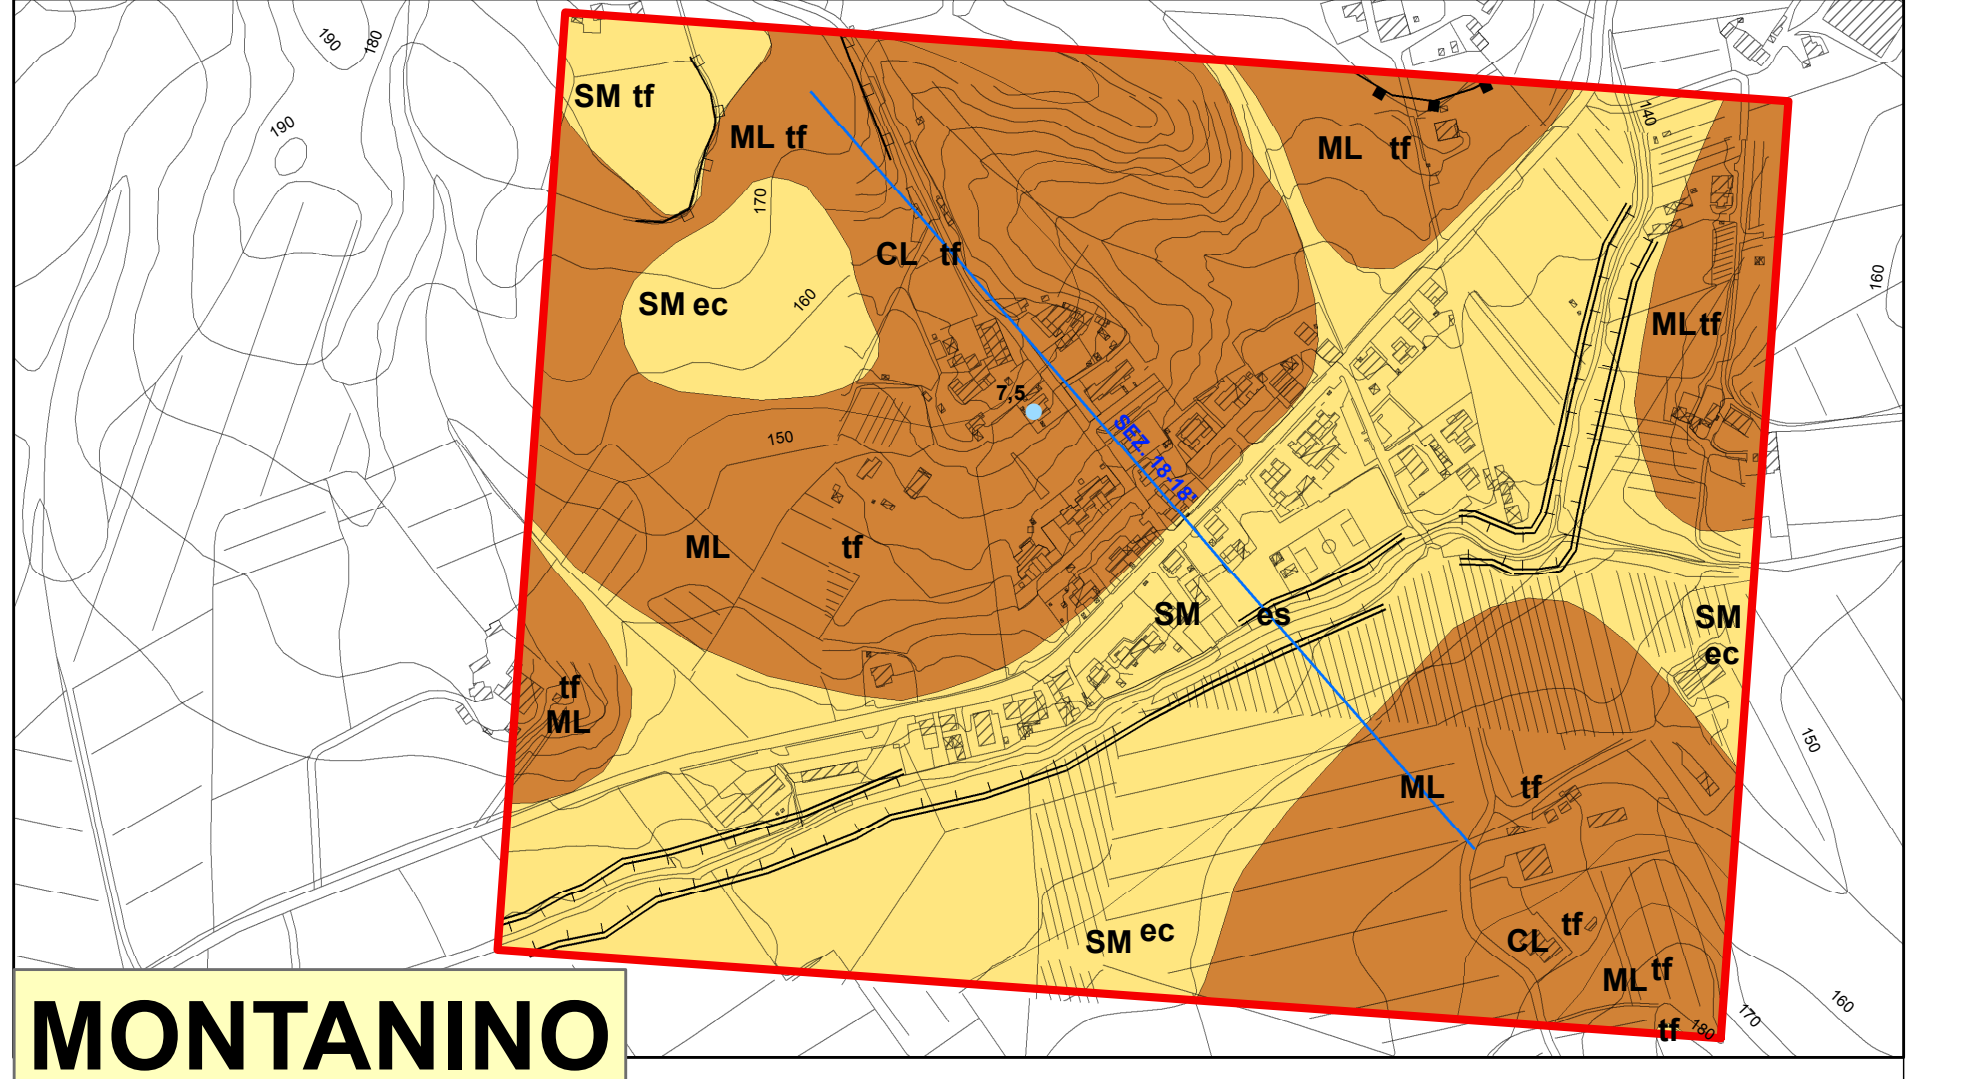 190
180
190
SM tf
ML tf
ML tf
140
170
CL tf
160
SM ec
160
ML tf
7,5
150
SEZ. 18-18'
ML tf
SM es
SM
ec
tf
ML
150
ML tf
SM ec
CL tf
ML tf
tf
180
170
160
MONTANINO